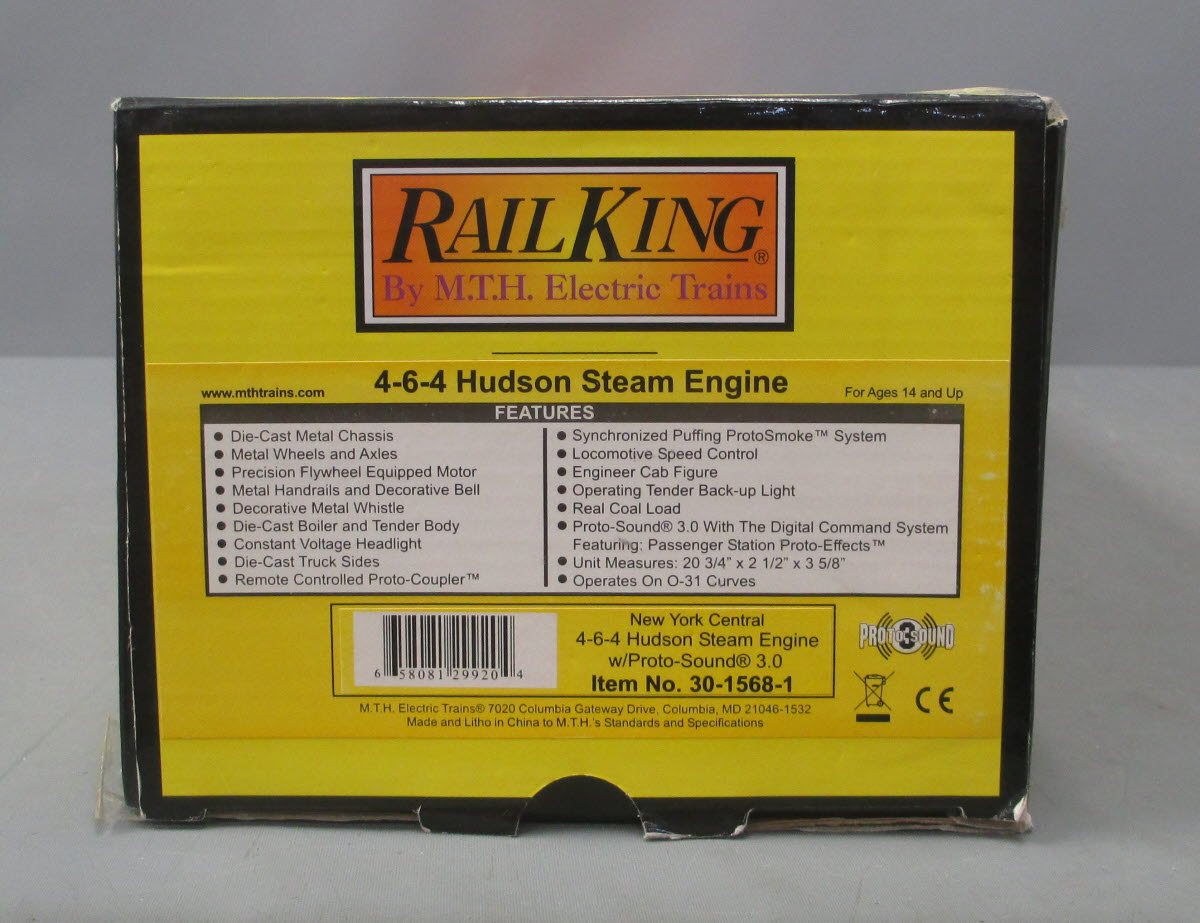 RAILKING®
By M.T.H. Electric Trains
4-6-4 Hudson Steam Engine
www.mthtrains.com
For Ages 14 and Up
FEATURES
● Die-Cast Metal Chassis
● Metal Wheels and Axles
● Precision Flywheel Equipped Motor
● Metal Handrails and Decorative Bell
● Decorative Metal Whistle
● Die-Cast Boiler and Tender Body
● Constant Voltage Headlight
● Die-Cast Truck Sides
● Remote Controlled Proto-Coupler™
● Synchronized Puffing ProtoSmoke™ System
● Locomotive Speed Control
● Engineer Cab Figure
● Operating Tender Back-up Light
● Real Coal Load
● Proto-Sound® 3.0 With The Digital Command System
Featuring: Passenger Station Proto-Effects™
● Unit Measures: 20 3/4" x 2 1/2" x 3 5/8"
● Operates On O-31 Curves
6 58081 29920 4
New York Central
4-6-4 Hudson Steam Engine
w/Proto-Sound® 3.0
Item No. 30-1568-1
PROTO 3 SOUND
CE
M.T.H. Electric Trains® 7020 Columbia Gateway Drive, Columbia, MD 21046-1532
Made and Litho in China to M.T.H.'s Standards and Specifications